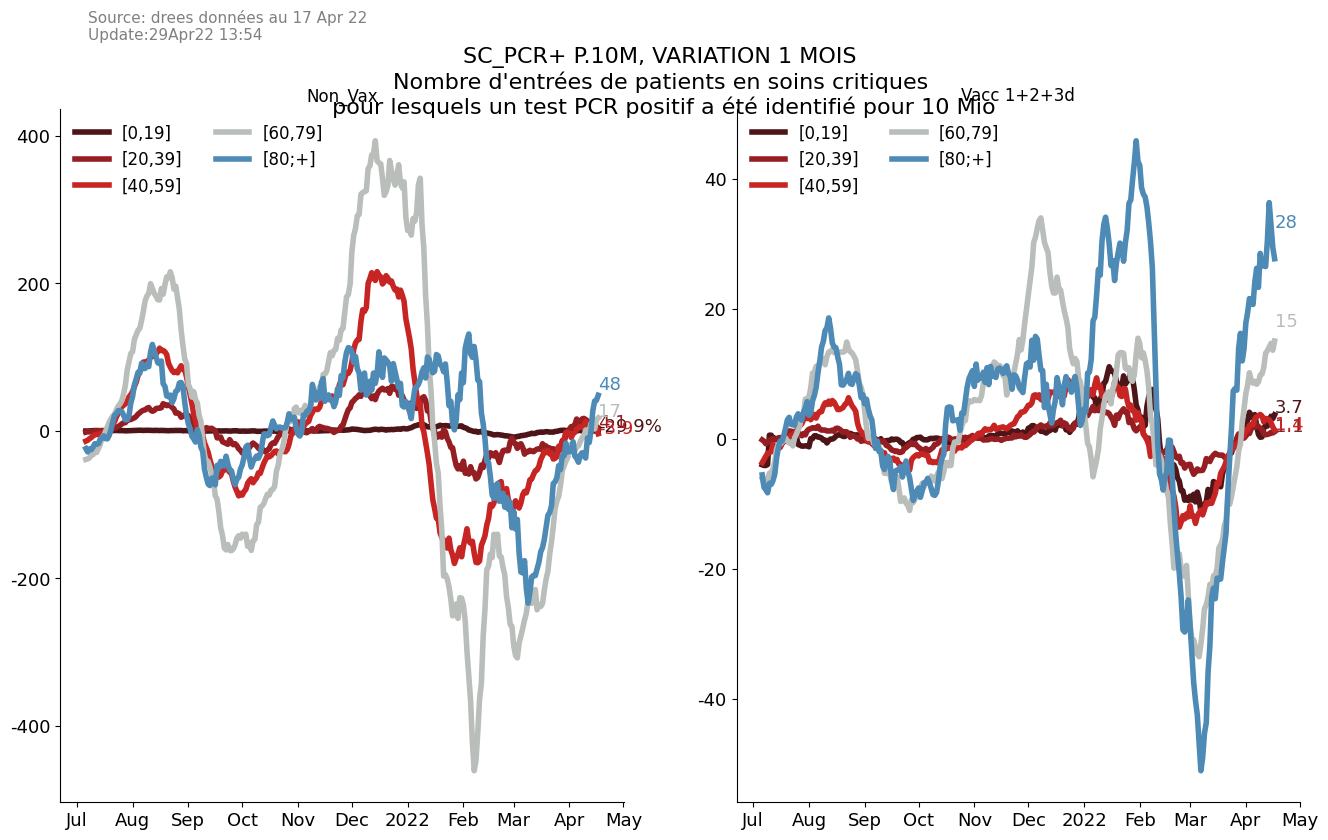 Source: drees données au 17 Apr 22
Update:29Apr22 13:54
SC_PCR+ P.10M, VARIATION 1 MOIS
Nombre d'entrées de patients en soins critiques
pour lesquels un test PCR positif a été identifié pour 10 Mio
Non_Vax
[0,19]
[20,39]
[40,59]
[60,79]
[80;+]
400
200
0
-200
-400
48
17
Jul Aug Sep Oct Nov Dec 2022 Feb Mar Apr May
Vacc 1+2+3d
[0,19]
[20,39]
[40,59]
[60,79]
[80;+]
40
20
0
-20
-40
28
15
3.7
Jul Aug Sep Oct Nov Dec 2022 Feb Mar Apr May